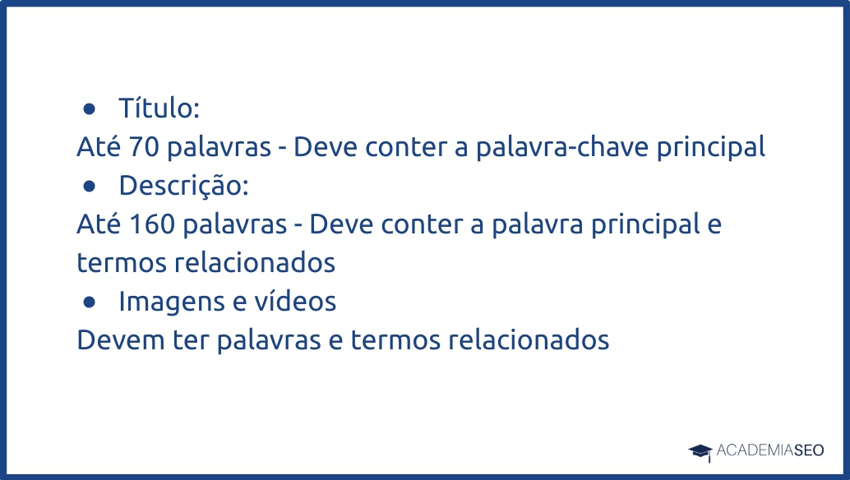 ● Título:
Até 70 palavras - Deve conter a palavra-chave principal
● Descrição:
Até 160 palavras - Deve conter a palavra principal e
termos relacionados
● Imagens e vídeos
Devem ter palavras e termos relacionados
ACADEMIASEO